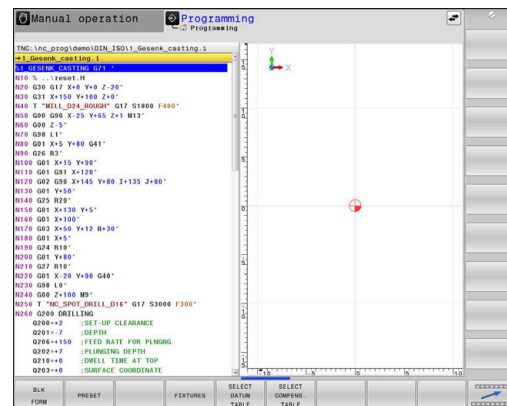 Manual operation
Programming
Programming
TNC:\nc_prog\demo\DIN_ISO\1_Gesenk_casting.i
→1_Gesenk_casting.i
%1_GESENK_CASTING G71 *
N10 % ..\reset.H
N20 G30 G17 X+0 Y+0 Z-20*
N30 G31 X+150 Y+100 Z+0*
N40 T "MILL_D24_ROUGH" G17 S1800 F400*
N50 G00 G90 X-25 Y+65 Z+1 M13*
N60 G00 Z-5*
N70 G98 L1*
N80 G01 X+5 Y+80 G41*
N90 G26 R3*
N100 G01 X+15 Y+90*
N110 G01 G91 X+120*
N120 G02 G90 X+145 Y+80 I+135 J+80*
N130 G01 Y+50*
N140 G25 R20*
N150 G01 X+130 Y+5*
N160 G01 X+100*
N170 G03 X+50 Y+12 R+30*
N180 G01 X+5*
N190 G24 R10*
N200 G01 Y+80*
N210 G27 R10*
N220 G01 X-20 Y+90 G40*
N230 G98 L0*
N240 G00 Z+100 M9*
N250 T "NC_SPOT_DRILL_D16" G17 S3000 F300*
N260 G200 DRILLING
Q200=+2 ;SET-UP CLEARANCE
Q201=-7 ;DEPTH
Q206=+150 ;FEED RATE FOR PLNGNG
Q202=+7 ;PLUNGING DEPTH
Q210=+0 ;DWELL TIME AT TOP
Q203=+0 ;SURFACE COORDINATE
Y
X
BLK
FORM
PRESET
FIXTURES
SELECT
DATUM
TABLE
SELECT
COMPENS.
TABLE